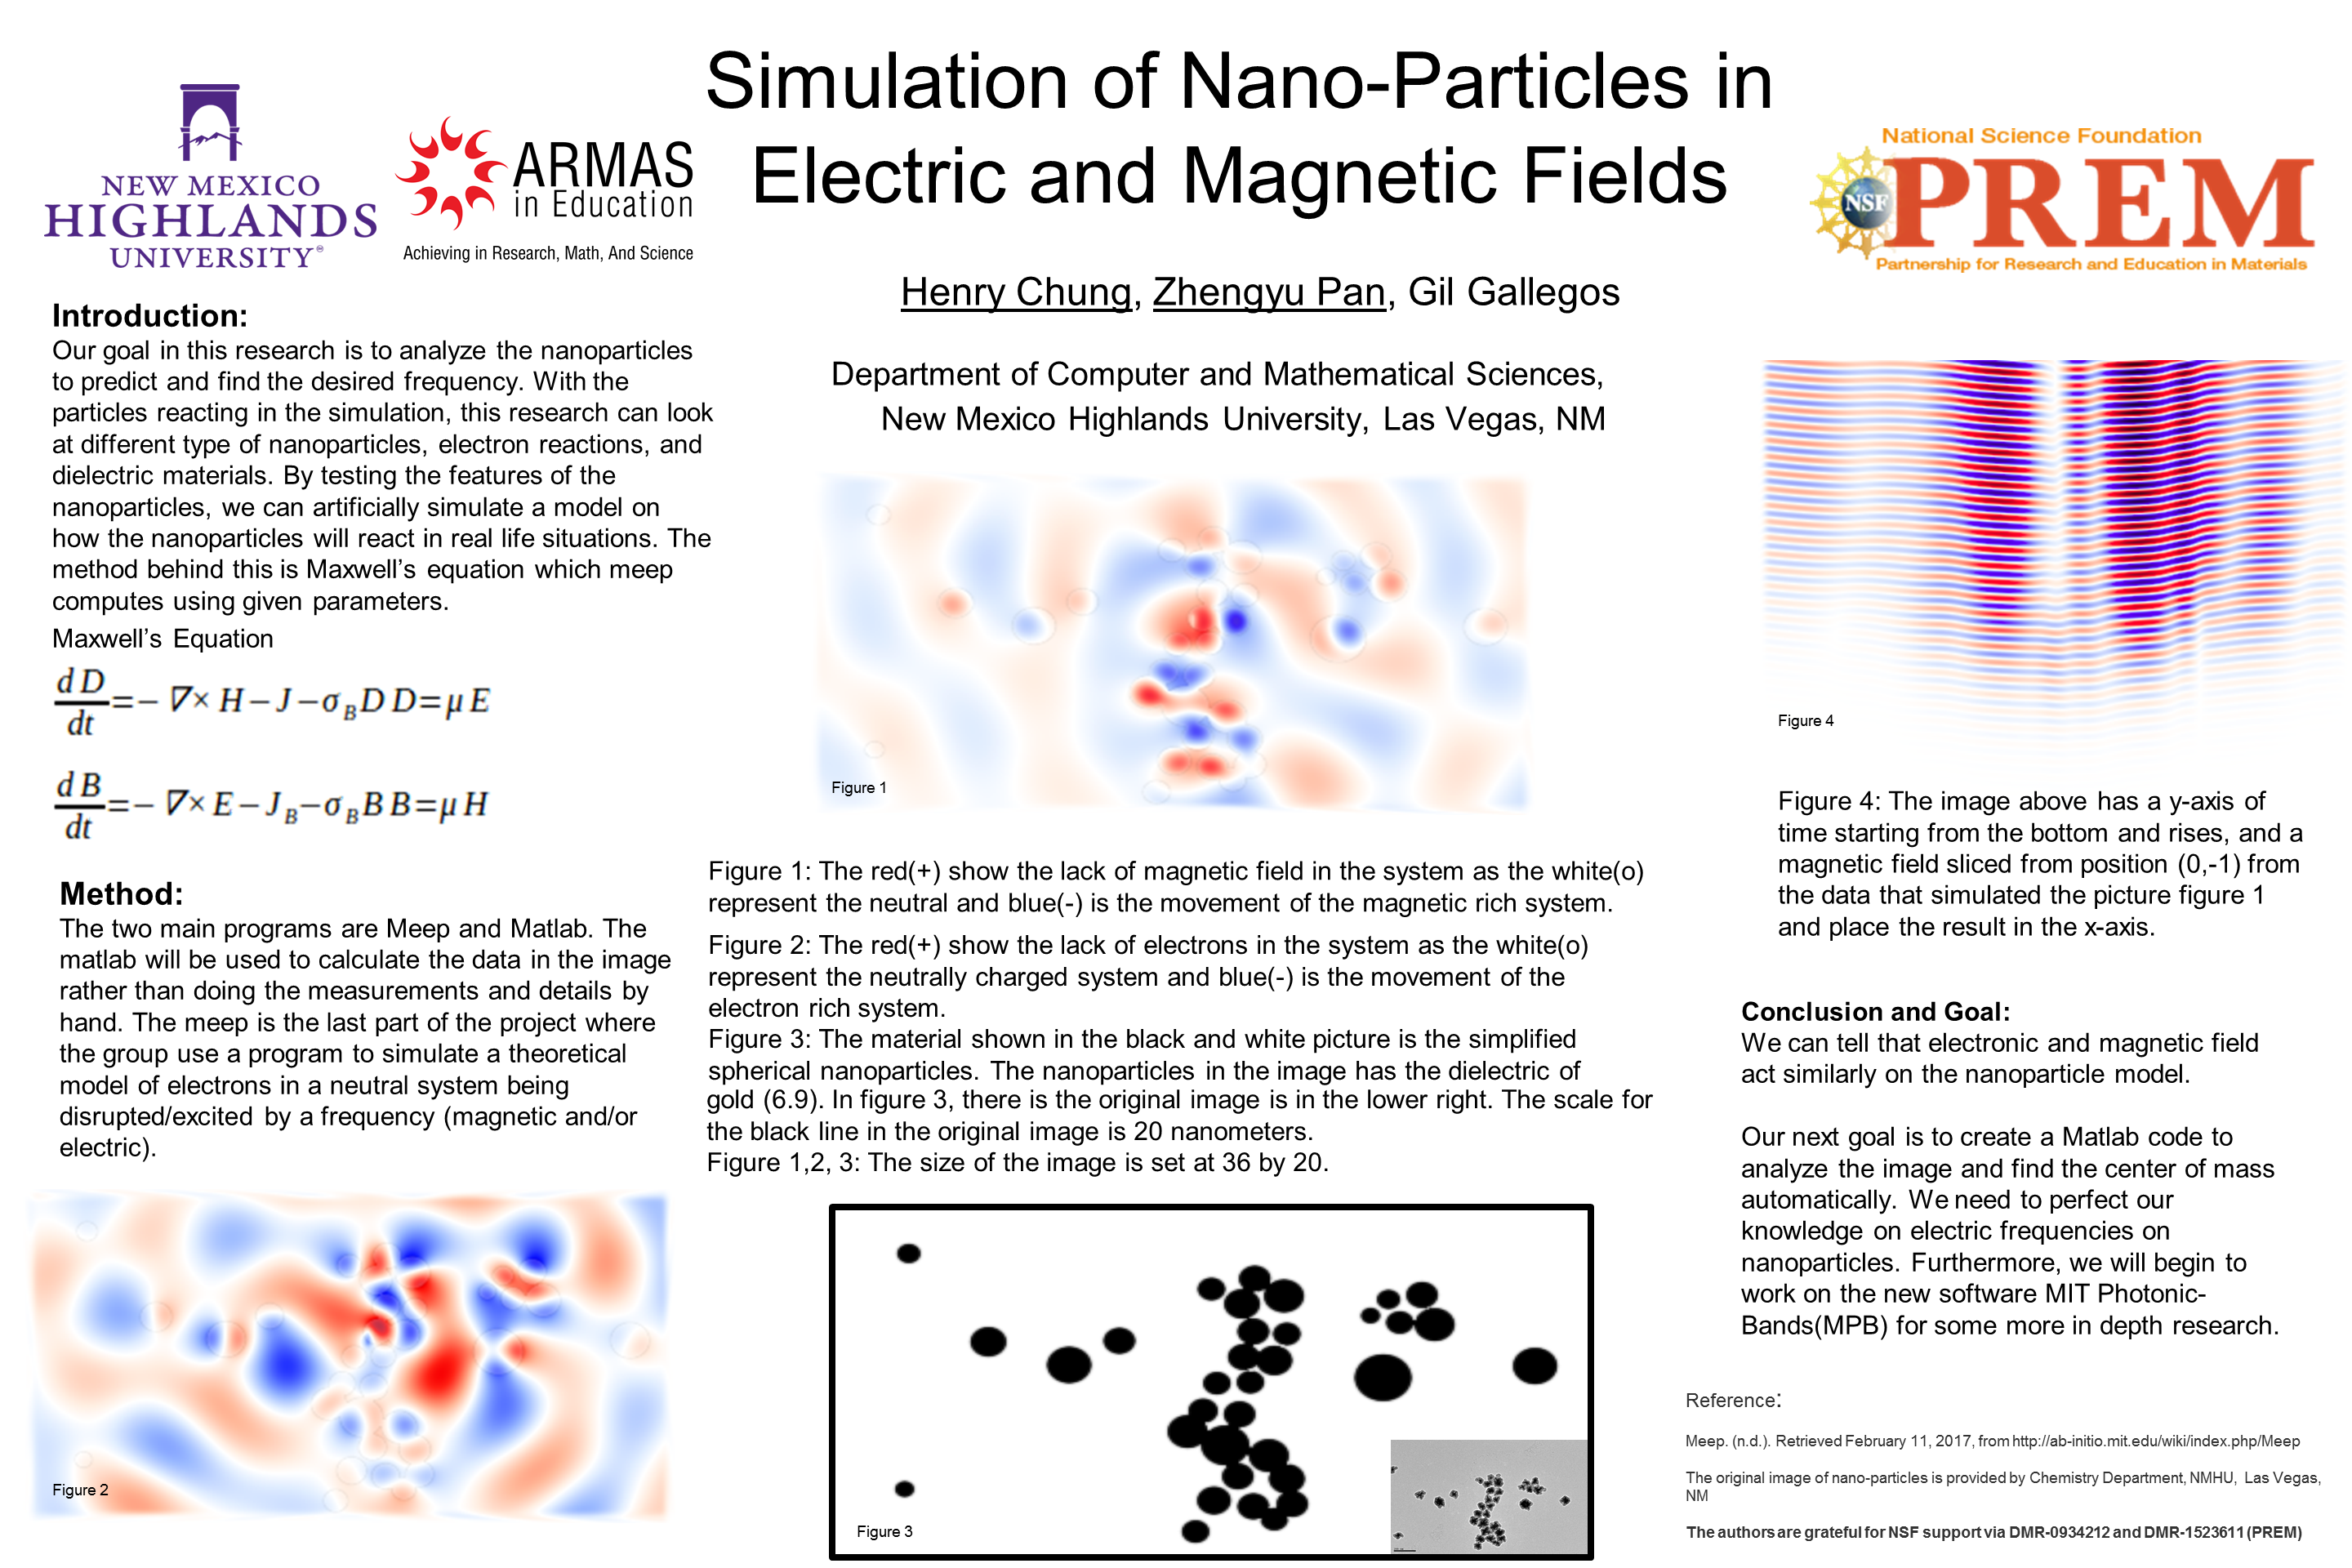 Simulation of Nano-Particles in
Electric and Magnetic Fields
NEW MEXICO
HIGHLANDS
UNIVERSITY®
ARMAS
in Education
Achieving in Research, Math, And Science
National Science Foundation
NSF
PREM
Partnership for Research and Education in Materials
Henry Chung, Zhengyu Pan, Gil Gallegos
Department of Computer and Mathematical Sciences,
New Mexico Highlands University, Las Vegas, NM
Introduction:
Our goal in this research is to analyze the nanoparticles
to predict and find the desired frequency. With the
particles reacting in the simulation, this research can look
at different type of nanoparticles, electron reactions, and
dielectric materials. By testing the features of the
nanoparticles, we can artificially simulate a model on
how the nanoparticles will react in real life situations. The
method behind this is Maxwell’s equation which meep
computes using given parameters.
Maxwell’s Equation
dD/dt=− ∇× H−J−σ_B D D=μ E
dB/dt=− ∇× E−J_B−σ_B B B=μ H
Method:
The two main programs are Meep and Matlab. The
matlab will be used to calculate the data in the image
rather than doing the measurements and details by
hand. The meep is the last part of the project where
the group use a program to simulate a theoretical
model of electrons in a neutral system being
disrupted/excited by a frequency (magnetic and/or
electric).
Figure 2
Figure 1
Figure 1: The red(+) show the lack of magnetic field in the system as the white(o)
represent the neutral and blue(-) is the movement of the magnetic rich system.
Figure 2: The red(+) show the lack of electrons in the system as the white(o)
represent the neutrally charged system and blue(-) is the movement of the
electron rich system.
Figure 3: The material shown in the black and white picture is the simplified
spherical nanoparticles. The nanoparticles in the image has the dielectric of
gold (6.9). In figure 3, there is the original image is in the lower right. The scale for
the black line in the original image is 20 nanometers.
Figure 1,2, 3: The size of the image is set at 36 by 20.
Figure 3
Figure 4
Figure 4: The image above has a y-axis of
time starting from the bottom and rises, and a
magnetic field sliced from position (0,-1) from
the data that simulated the picture figure 1
and place the result in the x-axis.
Conclusion and Goal:
We can tell that electronic and magnetic field
act similarly on the nanoparticle model.
Our next goal is to create a Matlab code to
analyze the image and find the center of mass
automatically. We need to perfect our
knowledge on electric frequencies on
nanoparticles. Furthermore, we will begin to
work on the new software MIT Photonic-
Bands(MPB) for some more in depth research.
Reference:
Meep. (n.d.). Retrieved February 11, 2017, from http://ab-initio.mit.edu/wiki/index.php/Meep
The original image of nano-particles is provided by Chemistry Department, NMHU, Las Vegas,
NM
The authors are grateful for NSF support via DMR-0934212 and DMR-1523611 (PREM)